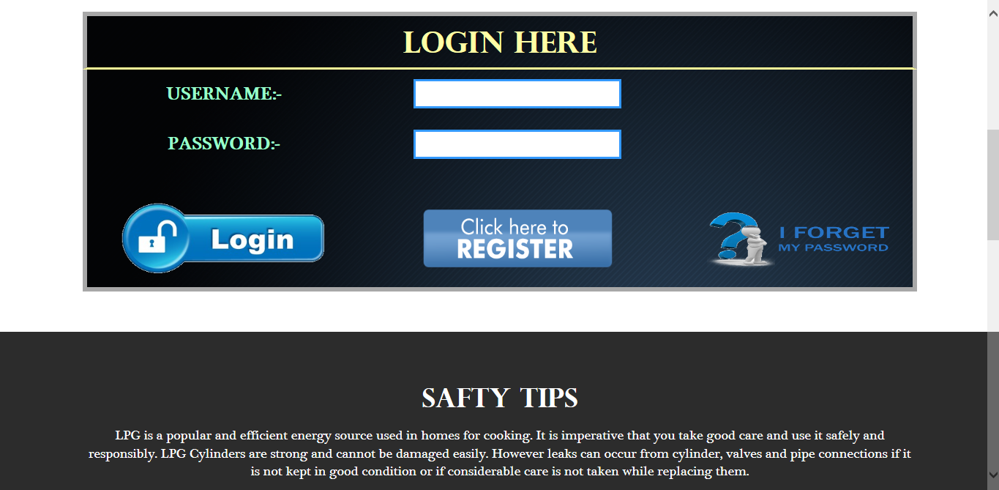 LOGIN HERE
USERNAME:-
PASSWORD:-
Login
Click here to
REGISTER
I FORGET
MY PASSWORD
SAFTY TIPS
LPG is a popular and efficient energy source used in homes for cooking. It is imperative that you take good care and use it safely and
responsibly. LPG Cylinders are strong and cannot be damaged easily. However leaks can occur from cylinder, valves and pipe connections if it
is not kept in good condition or if considerable care is not taken while replacing them.